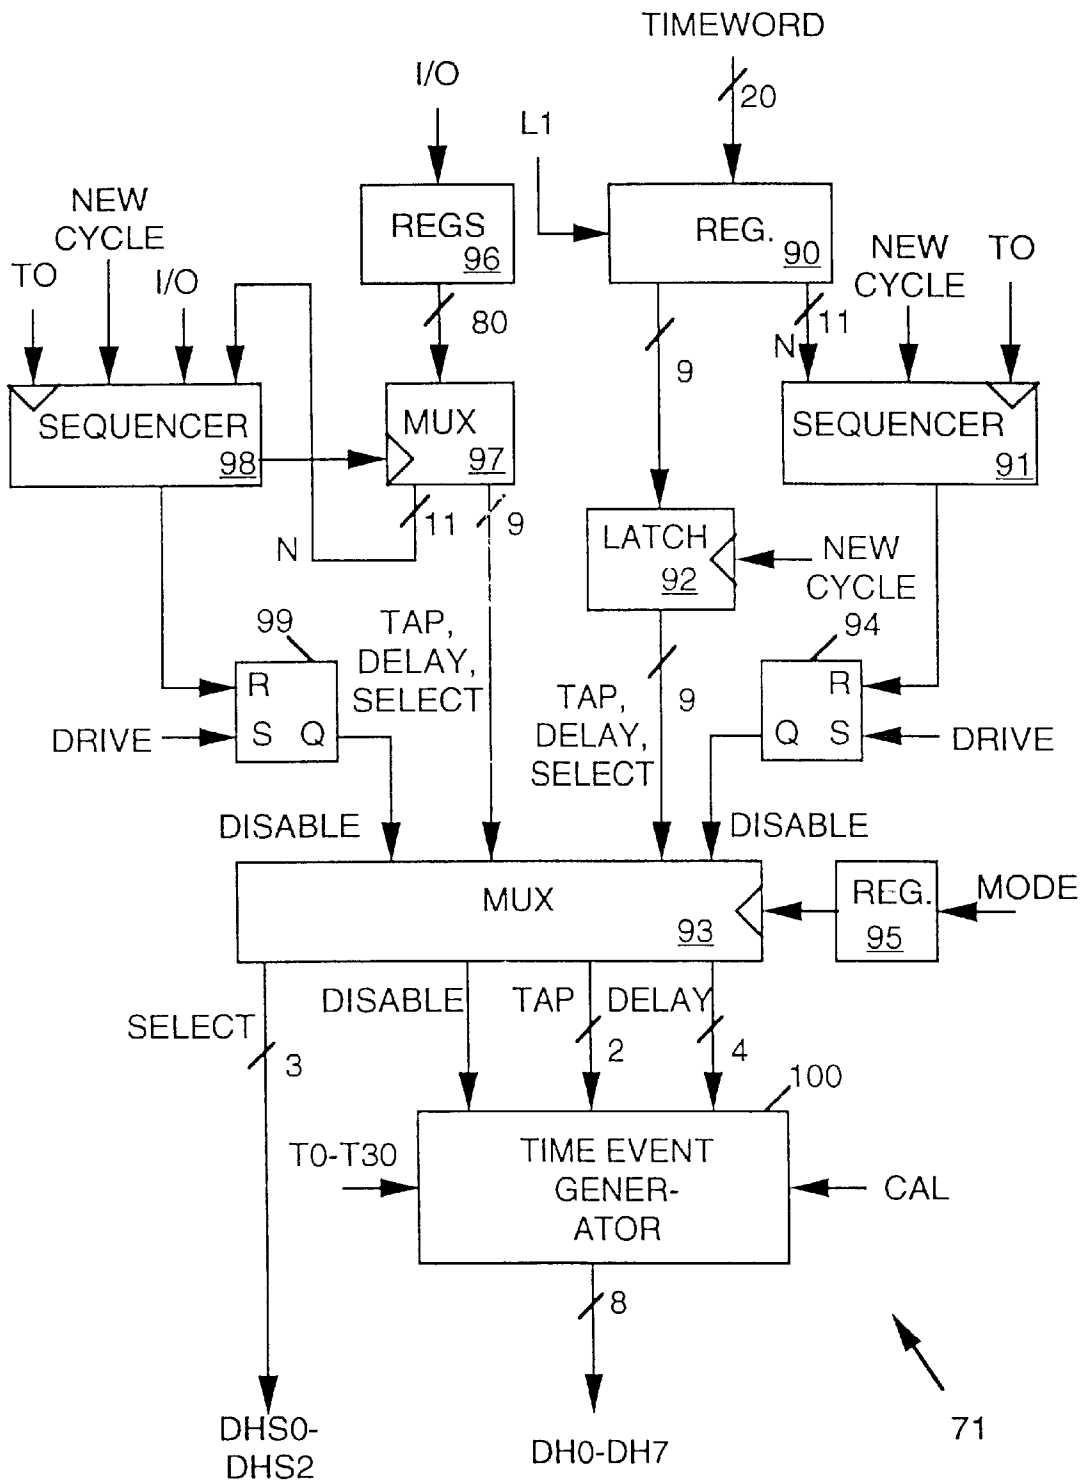 TIMEWORD
I/O
20
L1
NEW
CYCLE
REGS
96
REG.
90
NEW
CYCLE
TO
TO
I/O
80
9
11
N
SEQUENCER
98
MUX
97
SEQUENCER
91
11
9
N
LATCH
92
NEW
CYCLE
99
TAP,
DELAY,
SELECT
94
R
S Q
DRIVE
9
TAP,
DELAY,
SELECT
R
Q S
DRIVE
DISABLE
DISABLE
MUX
93
REG.
95
MODE
SELECT
3
DISABLE
TAP
2
DELAY
4
100
T0-T30
TIME EVENT
GENER-
ATOR
CAL
8
DHS0-
DHS2
DH0-DH7
71